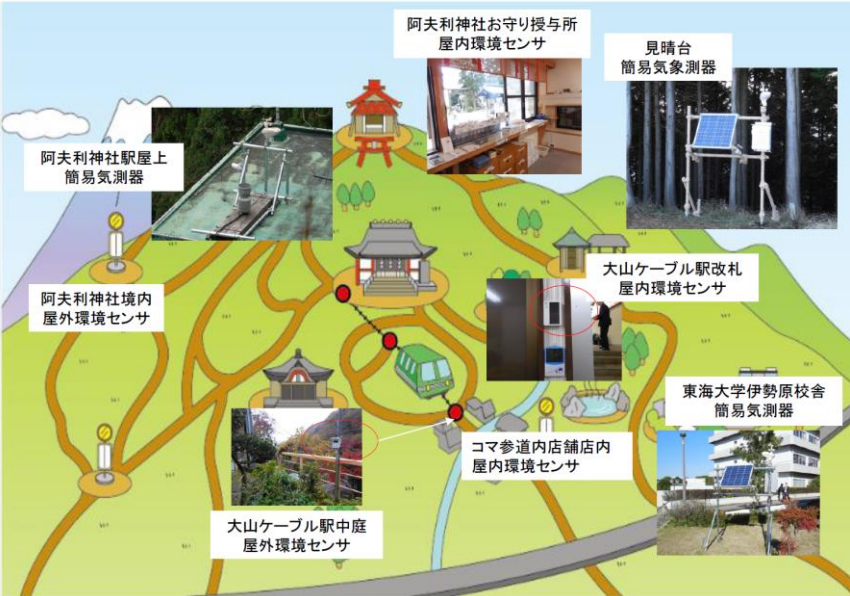 阿夫利神社お守り授与所
屋内環境センサ
見晴台
簡易気象測器
阿夫利神社駅屋上
簡易気測器
大山ケーブル駅改札
屋内環境センサ
阿夫利神社境内
屋外環境センサ
東海大学伊勢原校舎
簡易気測器
コマ参道内店舗店内
屋内環境センサ
大山ケーブル駅中庭
屋外環境センサ